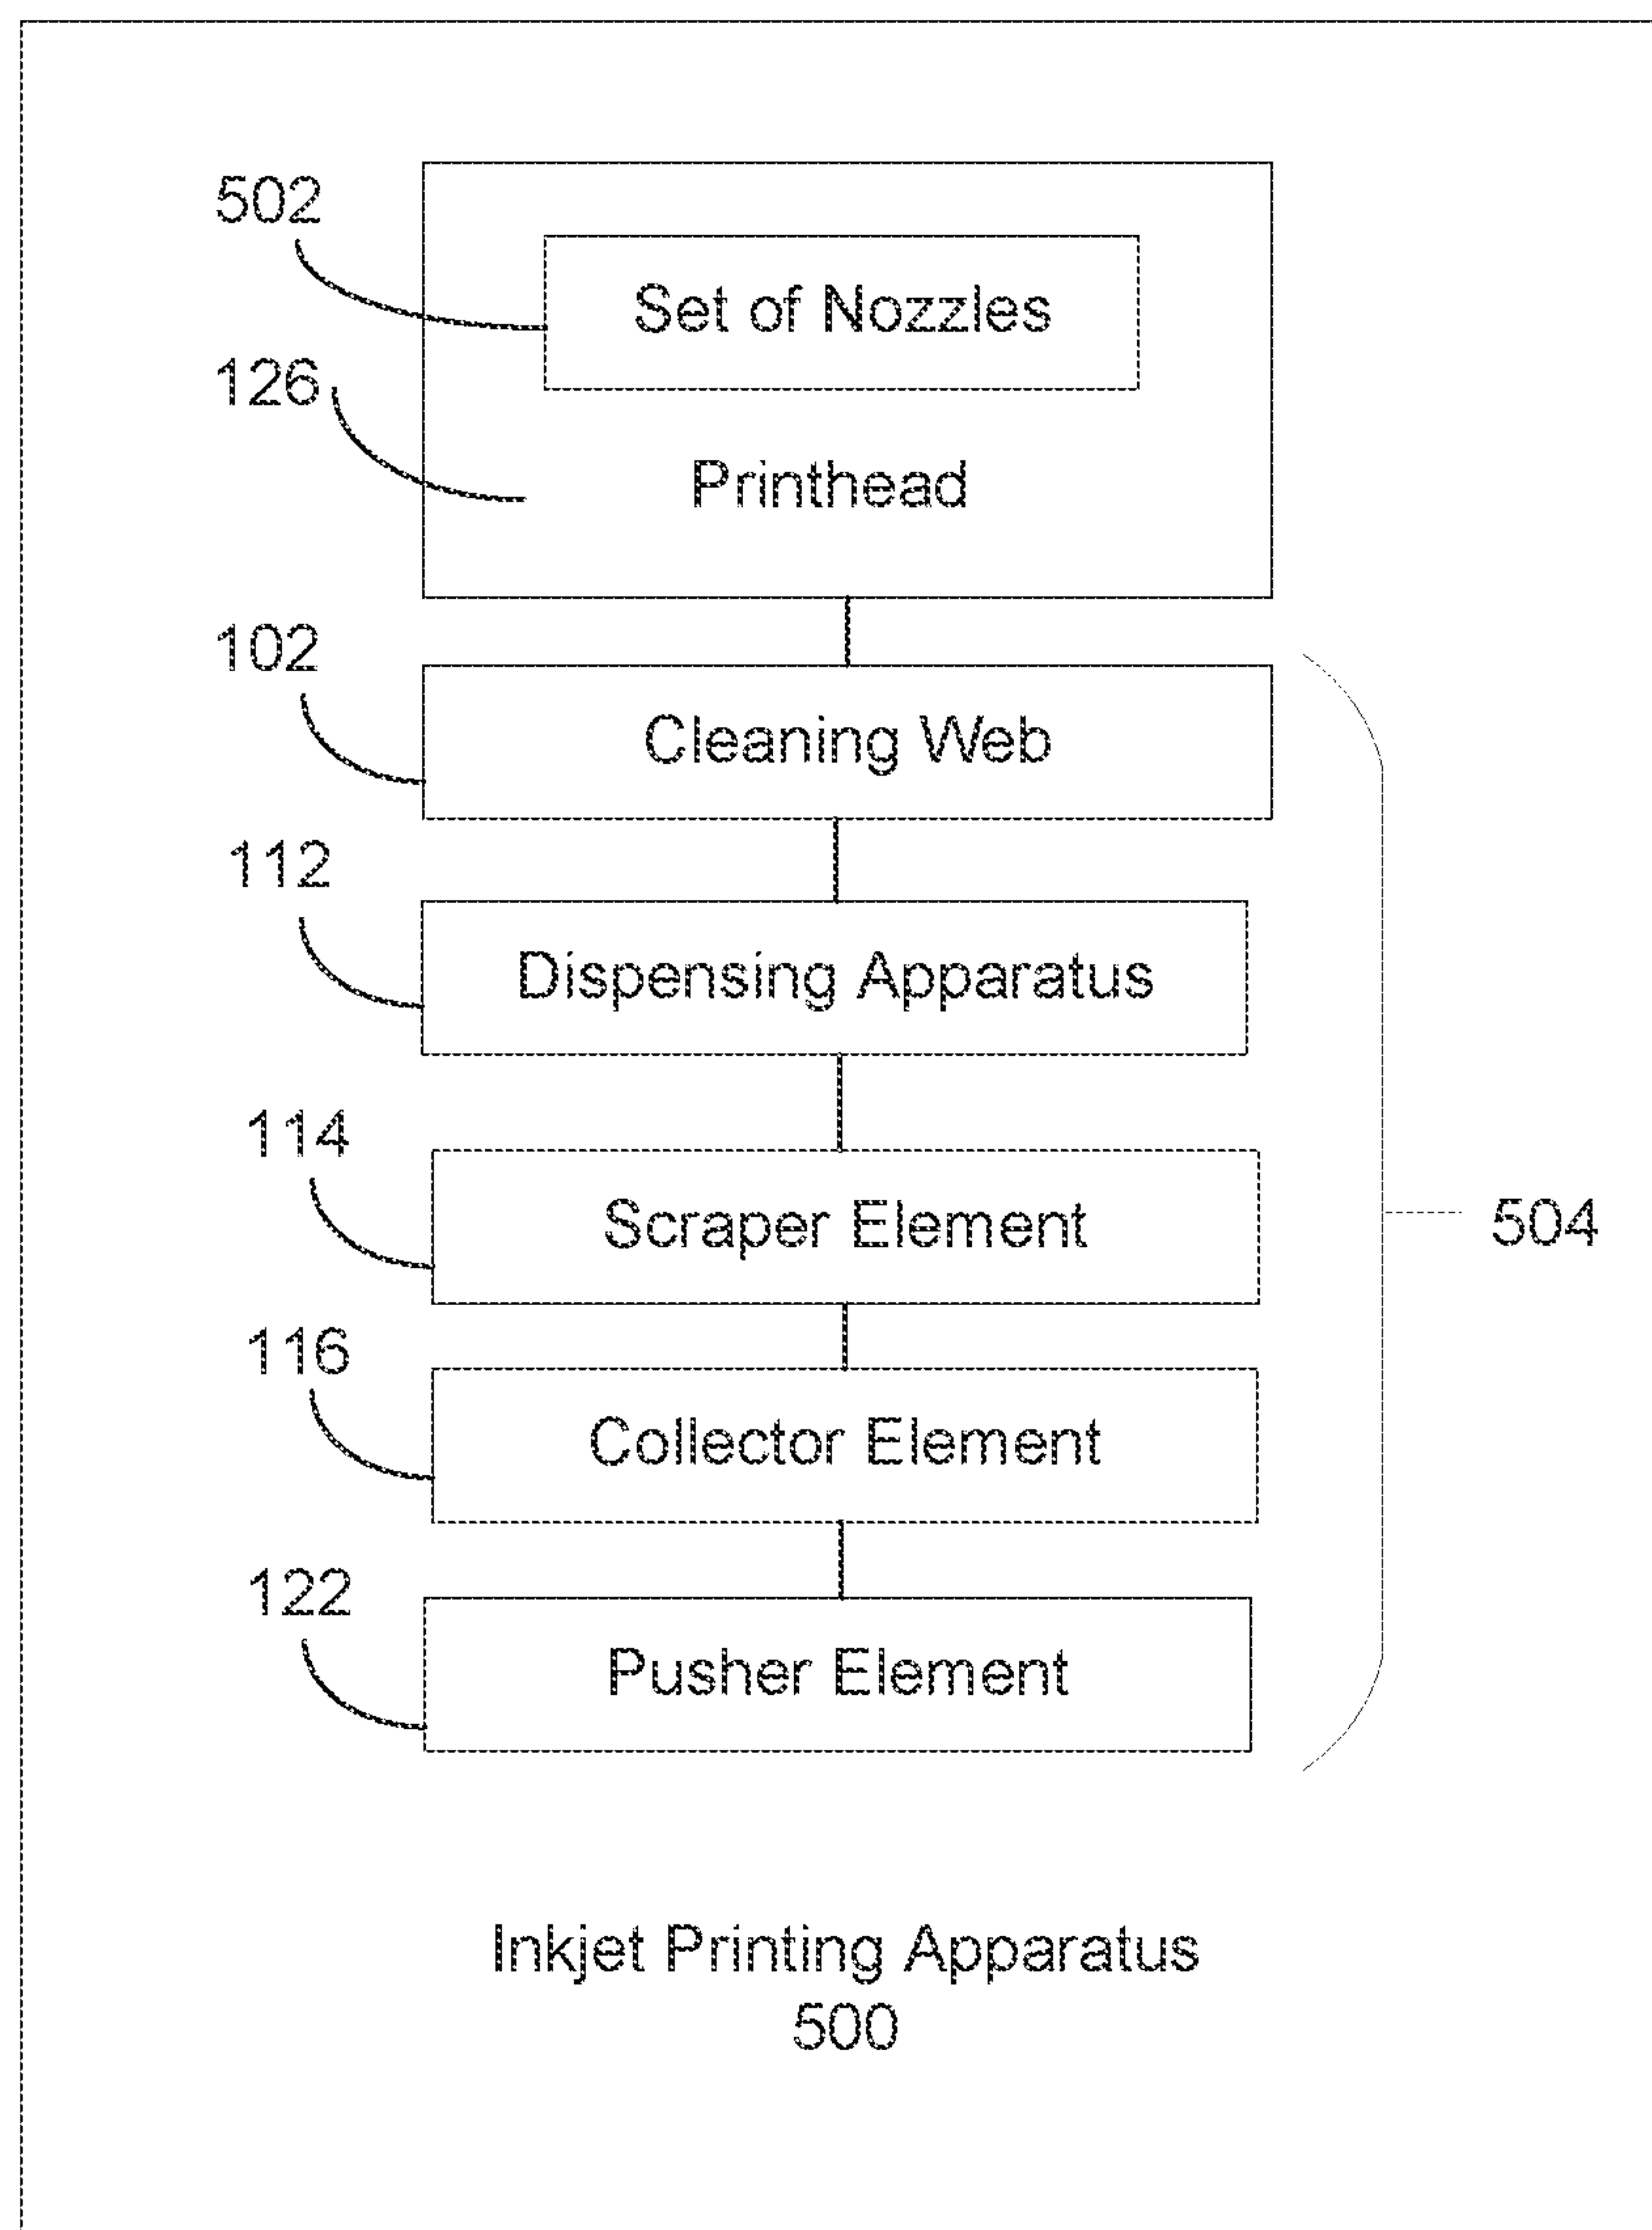 502
Set of Nozzles
126
Printhead
102
Cleaning Web
112
Dispensing Apparatus
114
Scraper Element
504
116
Collector Element
122
Pusher Element
Inkjet Printing Apparatus
500